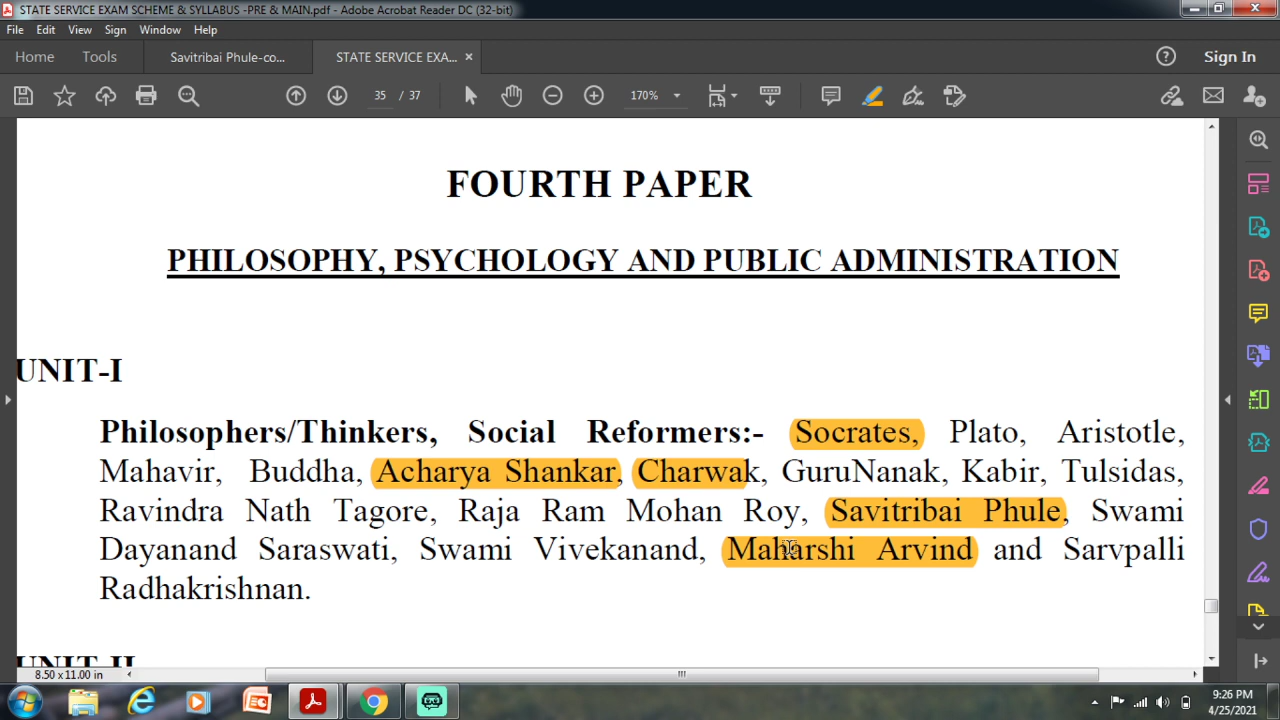 STATE SERVICE EXAM SCHEME & SYLLABUS -PRE & MAIN.pdf - Adobe Acrobat Reader DC (32-bit)
File Edit View Sign Window Help
Home Tools Savitribai Phule-co... STATE SERVICE EXA... × Sign In
35 / 37 170%
FOURTH PAPER
PHILOSOPHY, PSYCHOLOGY AND PUBLIC ADMINISTRATION
UNIT-I
Philosophers/Thinkers, Social Reformers:- Socrates, Plato, Aristotle,
Mahavir, Buddha, Acharya Shankar, Charwak, GuruNanak, Kabir, Tulsidas,
Ravindra Nath Tagore, Raja Ram Mohan Roy, Savitribai Phule, Swami
Dayanand Saraswati, Swami Vivekanand, Maharshi Arvind and Sarvpalli
Radhakrishnan.
UNIT-II
8.50 x 11.00 in
9:26 PM
4/25/2021